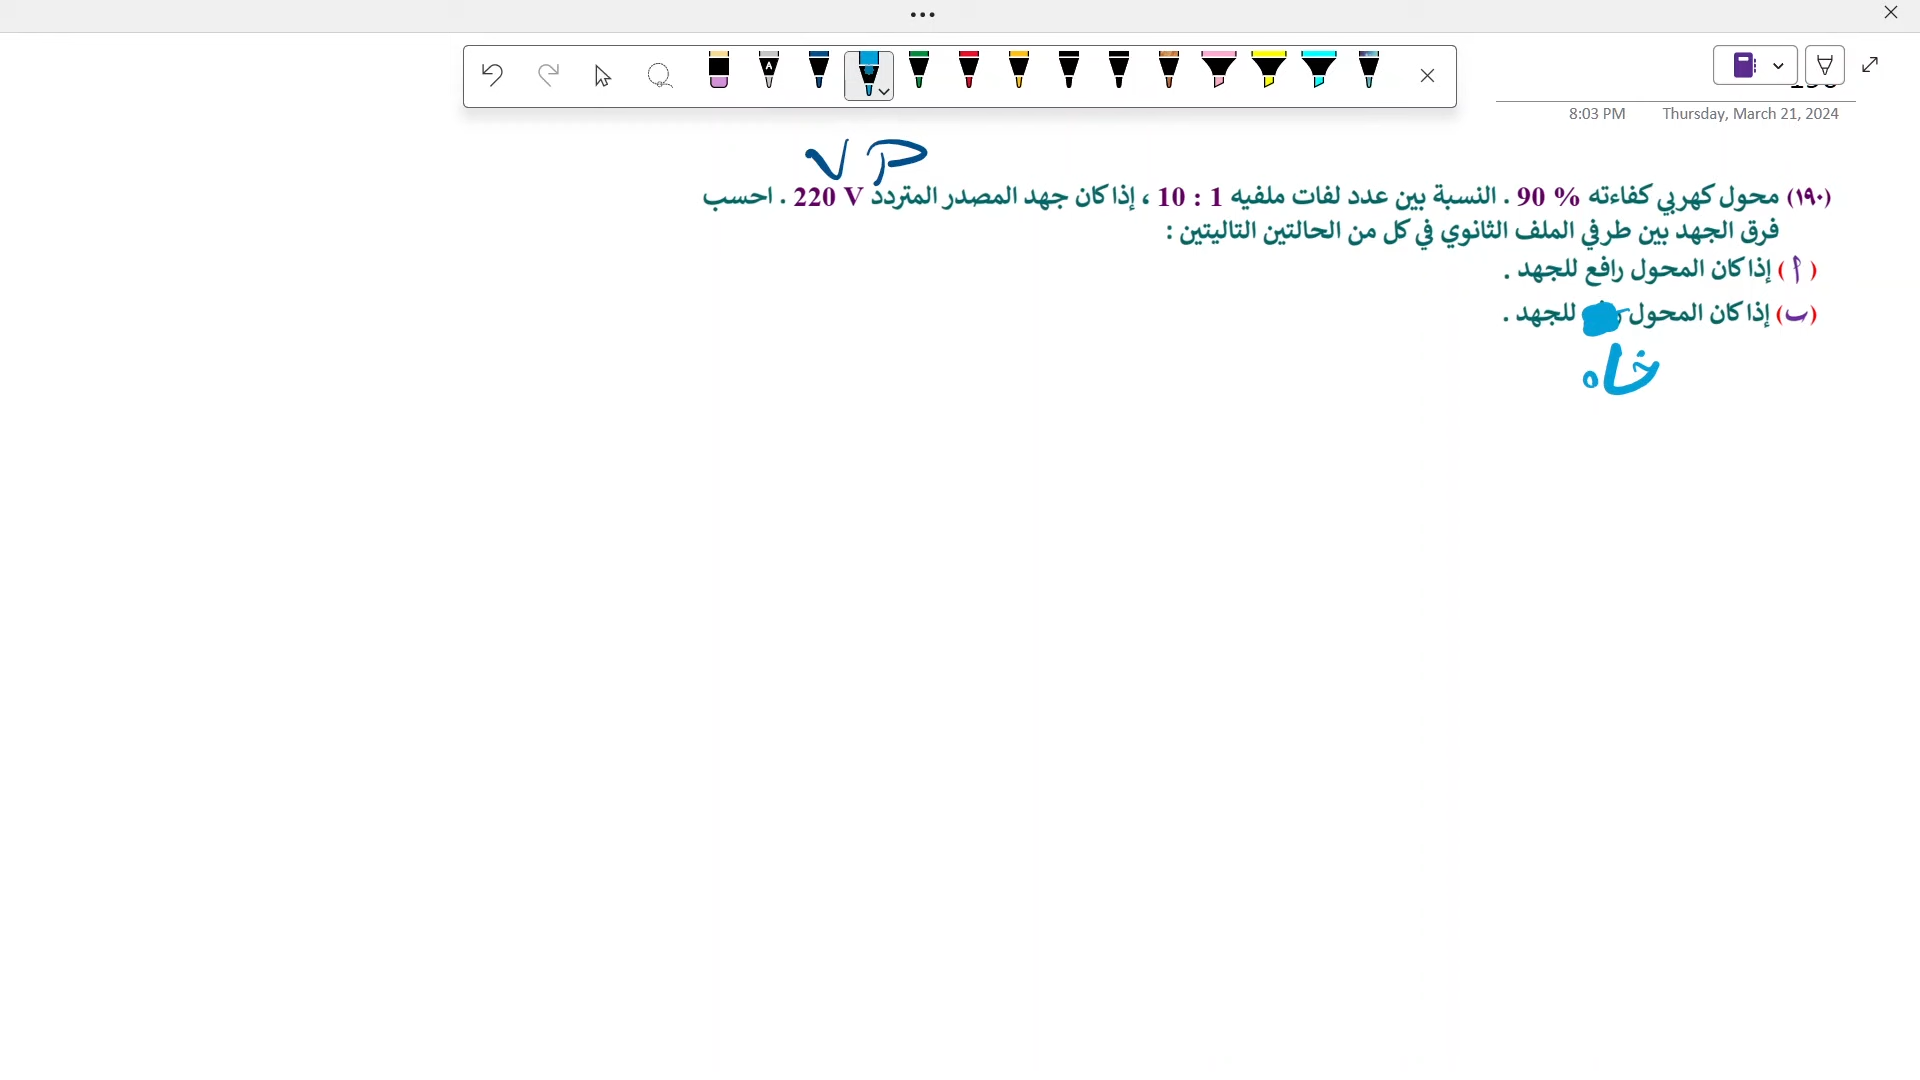 8:03 PM Thursday, March 21, 2024
VP
(١٩٠) محول كهربي كفاءته % 90 . النسبة بين عدد لفات ملفيه 1 : 10 ، إذا كان جهد المصدر المتردد 220 V . احسب
فرق الجهد بين طرفي الملف الثانوي في كل من الحالتين التاليتين :
( أ ) إذا كان المحول رافع للجهد .
(ب) إذا كان المحول للجهد .